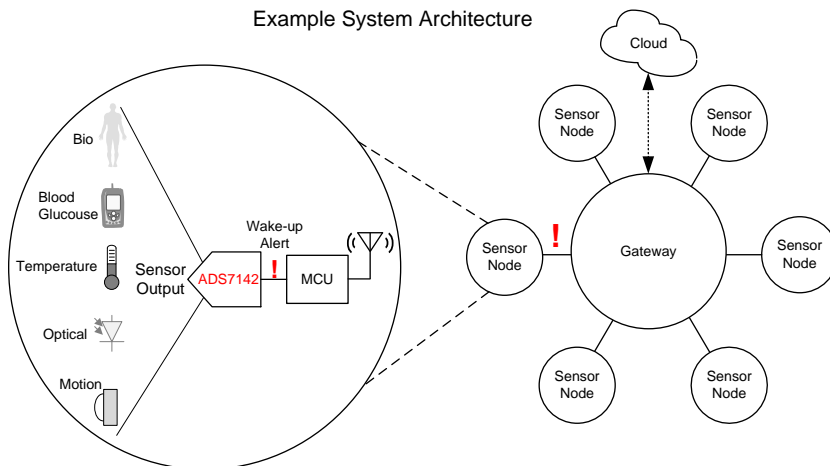 Example System Architecture
Bio
Blood
Glucouse
Temperature
Optical
Motion
Sensor
Output
ADS7142
Wake-up
Alert
!
MCU
Cloud
Sensor
Node
Sensor
Node
Sensor
Node
!
Gateway
Sensor
Node
Sensor
Node
Sensor
Node